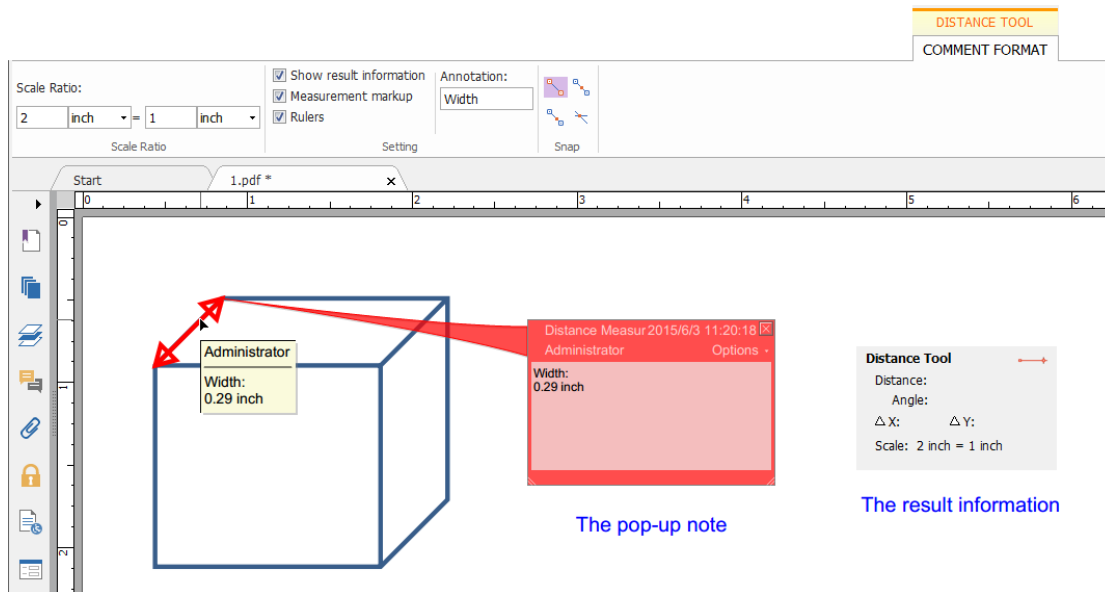 DISTANCE TOOL
COMMENT FORMAT
Scale Ratio:
2 inch = 1 inch
Scale Ratio
Show result information
Measurement markup
Rulers
Annotation:
Width
Setting
Snap
Start
1.pdf *
0 1 2 3 4 5 6
0
1
2
Administrator
Width:
0.29 inch
Distance Measur 2015/6/3 11:20:18
Administrator Options
Width:
0.29 inch
The pop-up note
Distance Tool
Distance:
Angle:
△ X: △ Y:
Scale: 2 inch = 1 inch
The result information